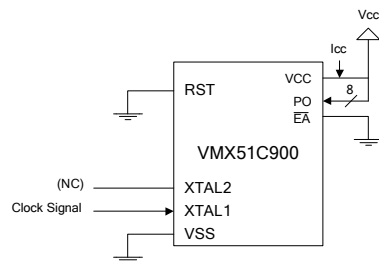 Vcc
Icc
VCC
RST
8
PO
EA
VMX51C900
(NC)
XTAL2
Clock Signal
XTAL1
VSS